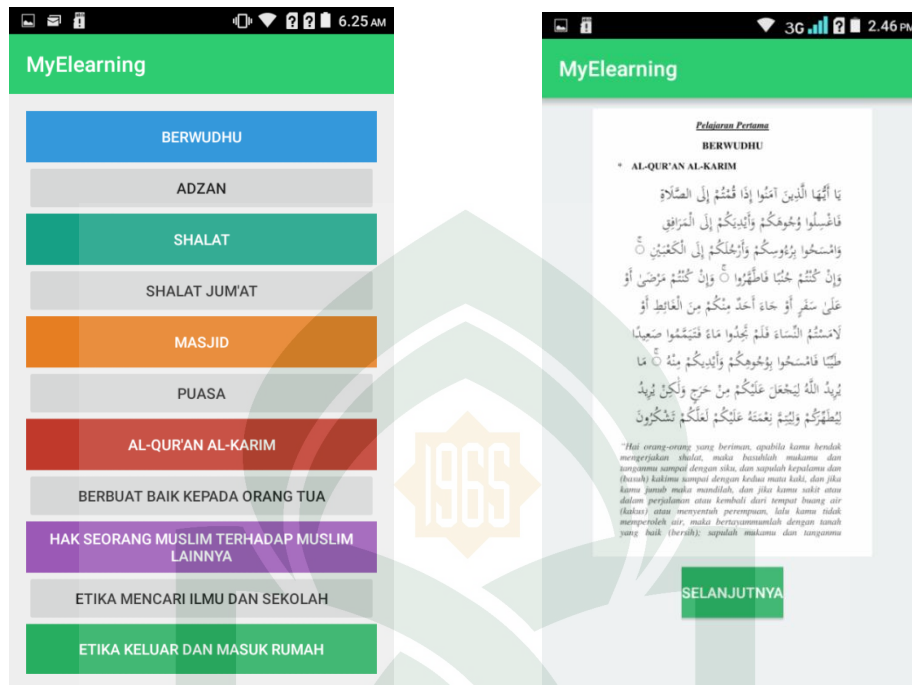 6.25 AM
MyElearning
BERWUDHU
ADZAN
SHALAT
SHALAT JUM'AT
MASJID
PUASA
AL-QUR'AN AL-KARIM
BERBUAT BAIK KEPADA ORANG TUA
HAK SEORANG MUSLIM TERHADAP MUSLIM
LAINNYA
ETIKA MENCARI ILMU DAN SEKOLAH
ETIKA KELUAR DAN MASUK RUMAH
3G 2.46 PM
MyElearning
Pelajaran Pertama
BERWUDHU
* AL-QUR'AN AL-KARIM
يَا أَيُّهَا الَّذِينَ آمَنُوا إِذَا قُمْتُمْ إِلَى الصَّلَاةِ
فَاغْسِلُوا وُجُوهَكُمْ وَأَيْدِيَكُمْ إِلَى الْمَرَافِقِ
وَامْسَحُوا بِرُءُوسِكُمْ وَأَرْجُلَكُمْ إِلَى الْكَعْبَيْنِ ۚ
وَإِنْ كُنْتُمْ جُنُبًا فَاطَّهَّرُوا ۚ وَإِنْ كُنْتُمْ مَرْضَىٰ أَوْ
عَلَىٰ سَفَرٍ أَوْ جَاءَ أَحَدٌ مِنْكُمْ مِنَ الْغَائِطِ أَوْ
لَامَسْتُمُ النِّسَاءَ فَلَمْ تَجِدُوا مَاءً فَتَيَمَّمُوا صَعِيدًا
طَيِّبًا فَامْسَحُوا بِوُجُوهِكُمْ وَأَيْدِيكُمْ مِنْهُ ۚ مَا
يُرِيدُ اللَّهُ لِيَجْعَلَ عَلَيْكُمْ مِنْ حَرَجٍ وَلَٰكِنْ يُرِيدُ
لِيُطَهِّرَكُمْ وَلِيُتِمَّ نِعْمَتَهُ عَلَيْكُمْ لَعَلَّكُمْ تَشْكُرُونَ
"Hai orang-orang yang beriman, apabila kamu hendak
mengerjakan shalat, maka basuhlah mukamu dan
tanganmu sampai dengan siku, dan sapulah kepalamu dan
(basuh) kakimu sampai dengan kedua mata kaki, dan jika
kamu junub maka mandilah, dan jika kamu sakit atau
dalam perjalanan atau kembali dari tempat buang air
(kakus) atau menyentuh perempuan, lalu kamu tidak
memperoleh air, maka bertayammumlah dengan tanah
yang baik (bersih); sapulah mukamu dan tanganmu
SELANJUTNYA
1965